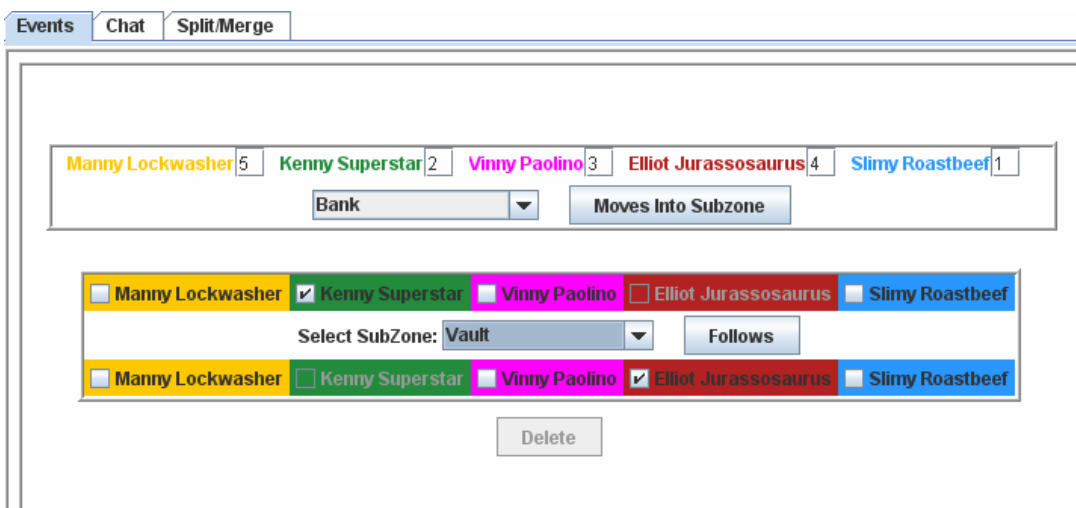 Events Chat Split/Merge
Manny Lockwasher 5 Kenny Superstar 2 Vinny Paolino 3 Elliot Jurassosaurus 4 Slimy Roastbeef 1
Bank Moves Into Subzone
Manny Lockwasher Kenny Superstar Vinny Paolino Elliot Jurassosaurus Slimy Roastbeef
Select SubZone: Vault Follows
Manny Lockwasher Kenny Superstar Vinny Paolino Elliot Jurassosaurus Slimy Roastbeef
Delete